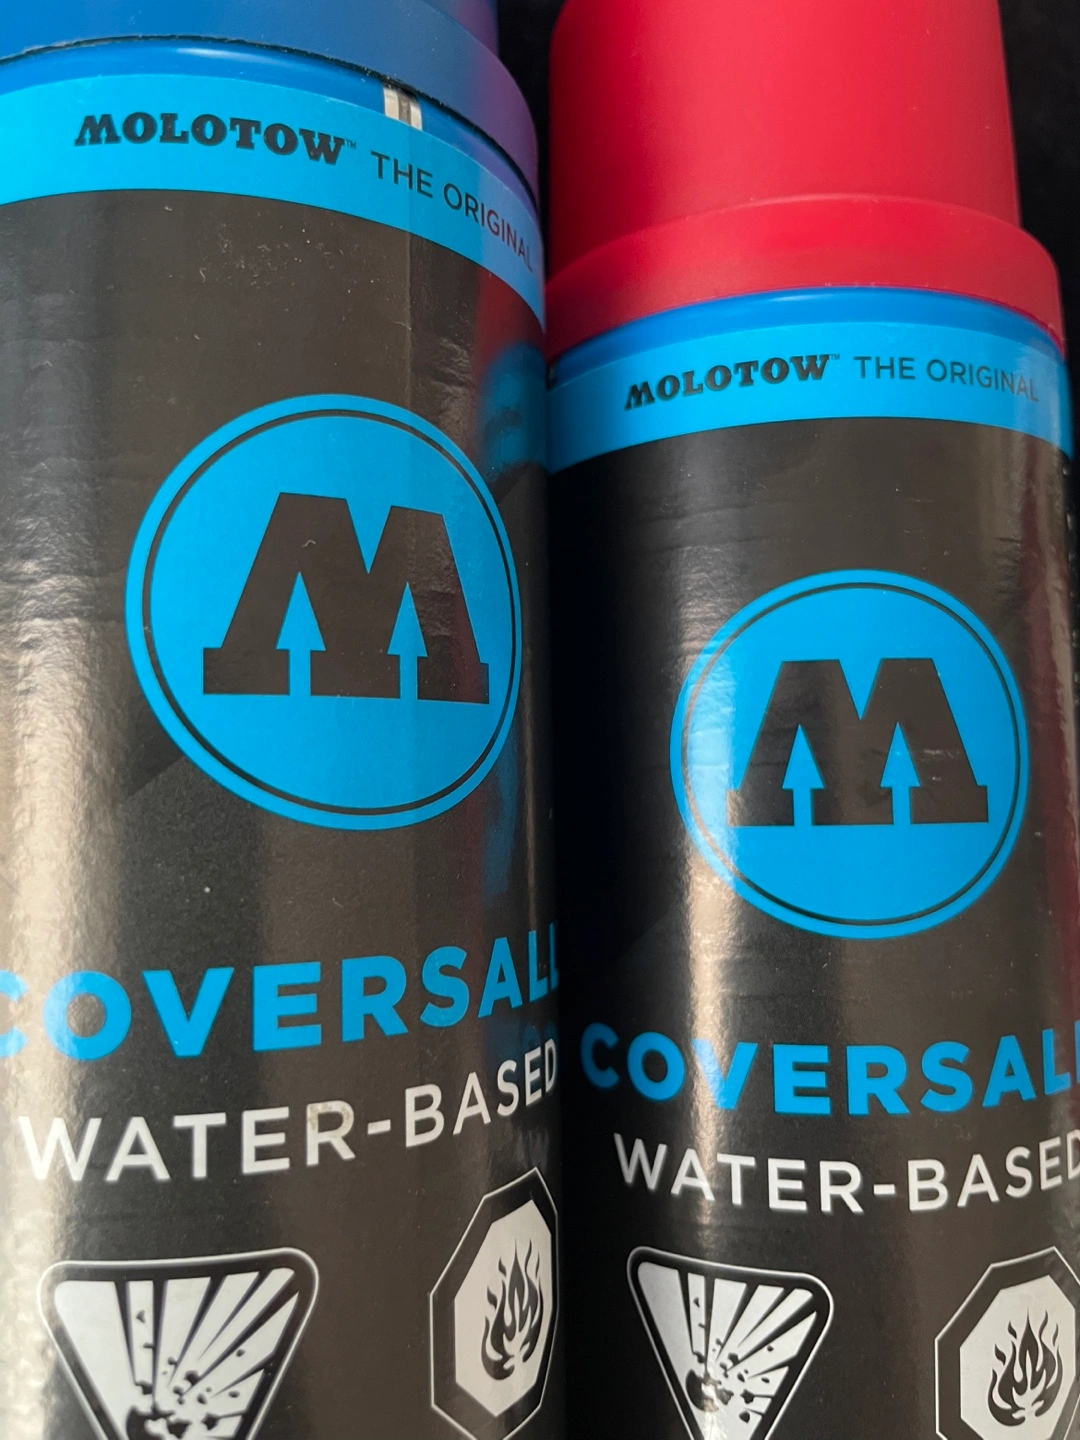 MOLOTOW™ THE ORIGINAL
M
COVERSALL
WATER-BASED
MOLOTOW™ THE ORIGINAL
M
COVERSALL
WATER-BASED